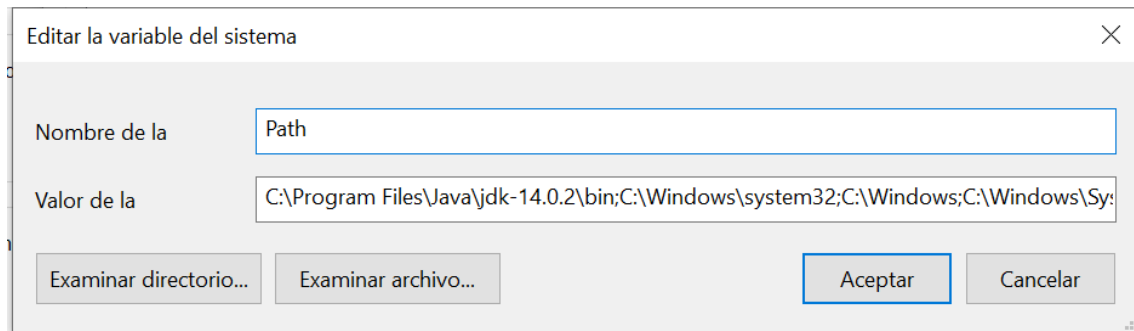 Editar la variable del sistema
Nombre de la
Path
Valor de la
C:\Program Files\Java\jdk-14.0.2\bin;C:\Windows\system32;C:\Windows;C:\Windows\Sys
Examinar directorio... Examinar archivo... Aceptar Cancelar